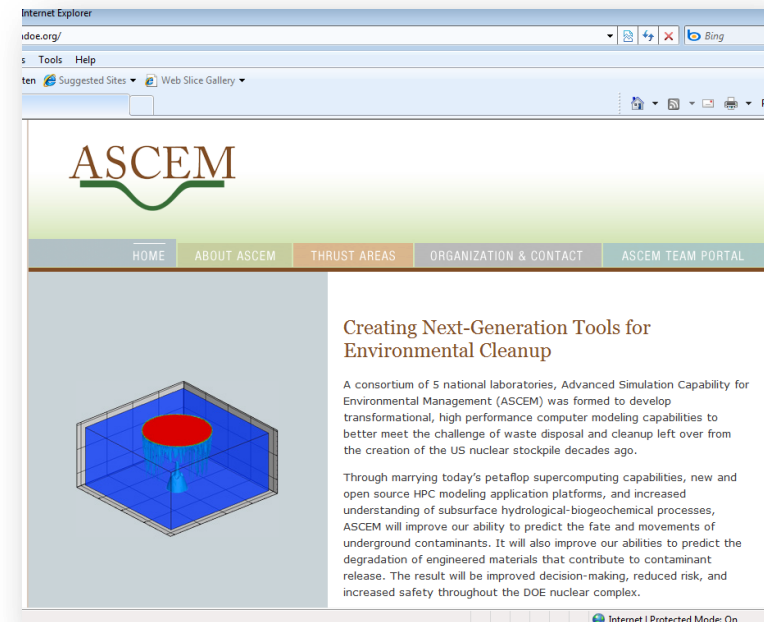 Internet Explorer
doe.org/
Bing
s Tools Help
ten Suggested Sites Web Slice Gallery
ASCEM
HOME ABOUT ASCEM THRUST AREAS ORGANIZATION & CONTACT ASCEM TEAM PORTAL
Creating Next-Generation Tools for
Environmental Cleanup
A consortium of 5 national laboratories, Advanced Simulation Capability for
Environmental Management (ASCEM) was formed to develop
transformational, high performance computer modeling capabilities to
better meet the challenge of waste disposal and cleanup left over from
the creation of the US nuclear stockpile decades ago.
Through marrying today's petaflop supercomputing capabilities, new and
open source HPC modeling application platforms, and increased
understanding of subsurface hydrological-biogeochemical processes,
ASCEM will improve our ability to predict the fate and movements of
underground contaminants. It will also improve our abilities to predict the
degradation of engineered materials that contribute to contaminant
release. The result will be improved decision-making, reduced risk, and
increased safety throughout the DOE nuclear complex.
Internet | Protected Mode: On